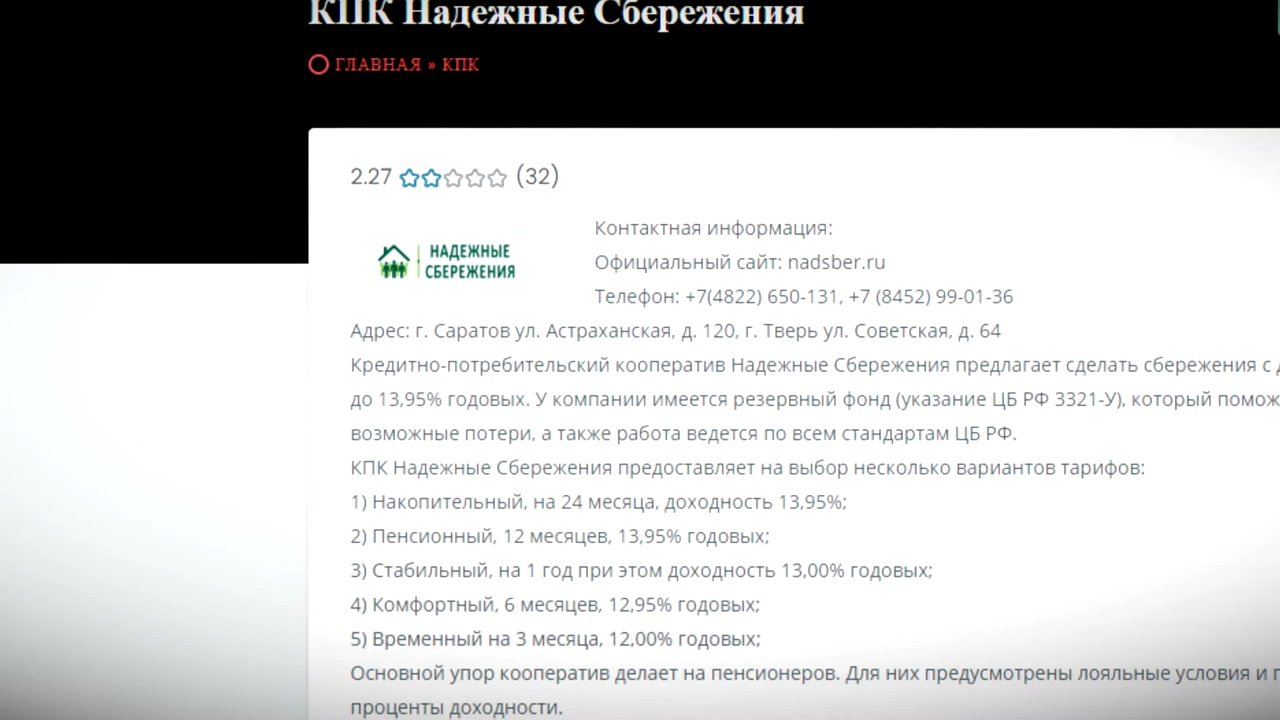 КПК Надежные Сбережения
ГЛАВНАЯ » КПК
2.27 (32)
НАДЕЖНЫЕ
СБЕРЕЖЕНИЯ
Контактная информация:
Официальный сайт: nadsber.ru
Телефон: +7(4822) 650-131, +7 (8452) 99-01-36
Адрес: г. Саратов ул. Астраханская, д. 120, г. Тверь ул. Советская, д. 64
Кредитно-потребительский кооператив Надежные Сбережения предлагает сделать сбережения с
до 13,95% годовых. У компании имеется резервный фонд (указание ЦБ РФ 3321-У), который
возможные потери, а также работа ведется по всем стандартам ЦБ РФ.
КПК Надежные Сбережения предоставляет на выбор несколько вариантов тарифов:
1) Накопительный, на 24 месяца, доходность 13,95%;
2) Пенсионный, 12 месяцев, 13,95% годовых;
3) Стабильный, на 1 год при этом доходность 13,00% годовых;
4) Комфортный, 6 месяцев, 12,95% годовых;
5) Временный на 3 месяца, 12,00% годовых;
Основной упор кооператив делает на пенсионеров. Для них предусмотрены лояльные условия и
проценты доходности.